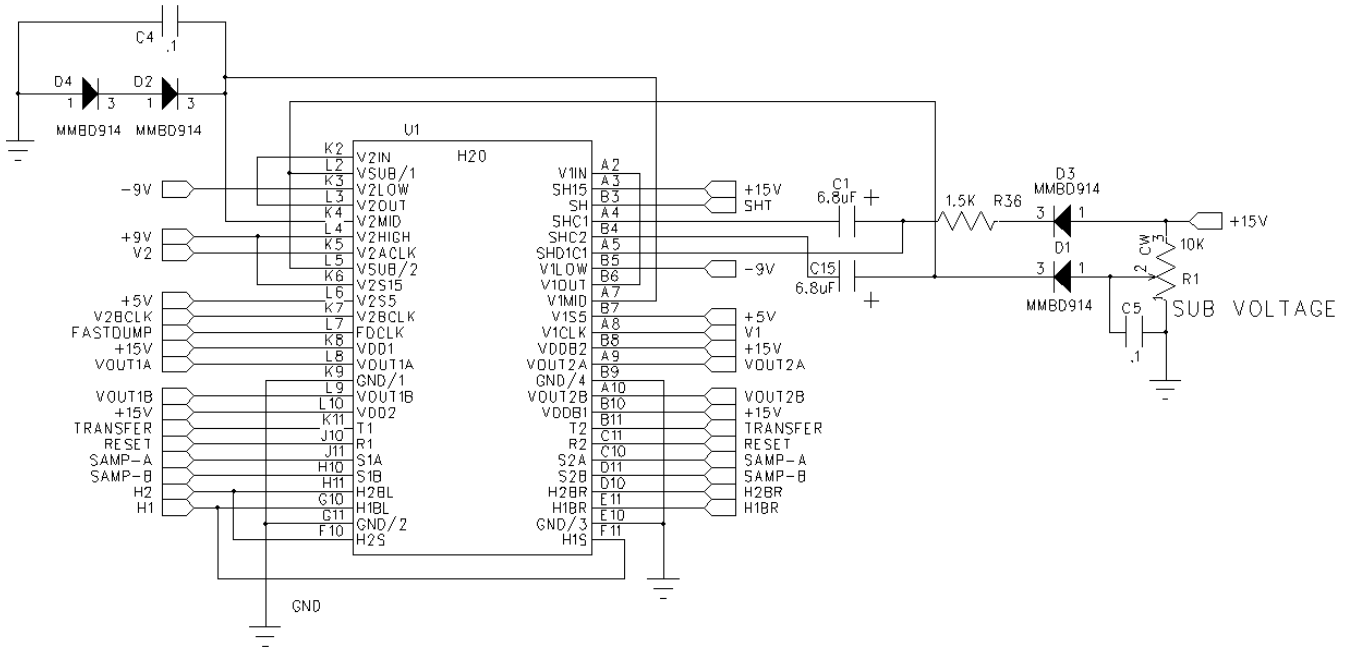 C4
.1
D4
D2
1
3
1
3
MMBD914
MMBD914
U1
H20
K2
V2IN
L2
VSUB/1
-9V
K3
V2LOW
L3
V2OUT
K4
V2MID
+9V
L4
V2HIGH
V2
K5
V2ACLK
L5
VSUB/2
K6
V2S15
+5V
L6
V2S5
V2BCLK
K7
V2BCLK
FASTDUMP
L7
FDCLK
+15V
K8
VDD1
VOUT1A
L8
VOUT1A
K9
GND/1
VOUT1B
L9
VOUT1B
+15V
L10
VDD2
TRANSFER
K11
T1
RESET
J10
R1
SAMP-A
J11
S1A
SAMP-B
H10
S1B
H2
H11
H2BL
H1
G10
H1BL
G11
GND/2
F10
H2S
GND
V1IN
A2
SH15
A3
+15V
SH
B3
SHT
SHC1
A4
SHC2
B4
SHD1C1
A5
V1LOW
B5
-9V
V1OUT
B6
V1MID
A7
V1S5
B7
+5V
V1CLK
A8
V1
VDDB2
B8
+15V
VOUT2A
A9
VOUT2A
GND/4
B9
VOUT2B
A10
VOUT2B
VDDB1
B10
+15V
T2
B11
TRANSFER
R2
C11
RESET
S2A
C10
SAMP-A
S2B
D11
SAMP-B
H2BR
D10
H2BR
H1BR
E11
H1BR
GND/3
E10
H1S
F11
C1
6.8uF
+
C15
6.8uF
+
1.5K
R36
D3
MMBD914
3
1
+15V
D1
3
1
MMBD914
CW
3
10K
2
R1
1
C5
.1
SUB VOLTAGE